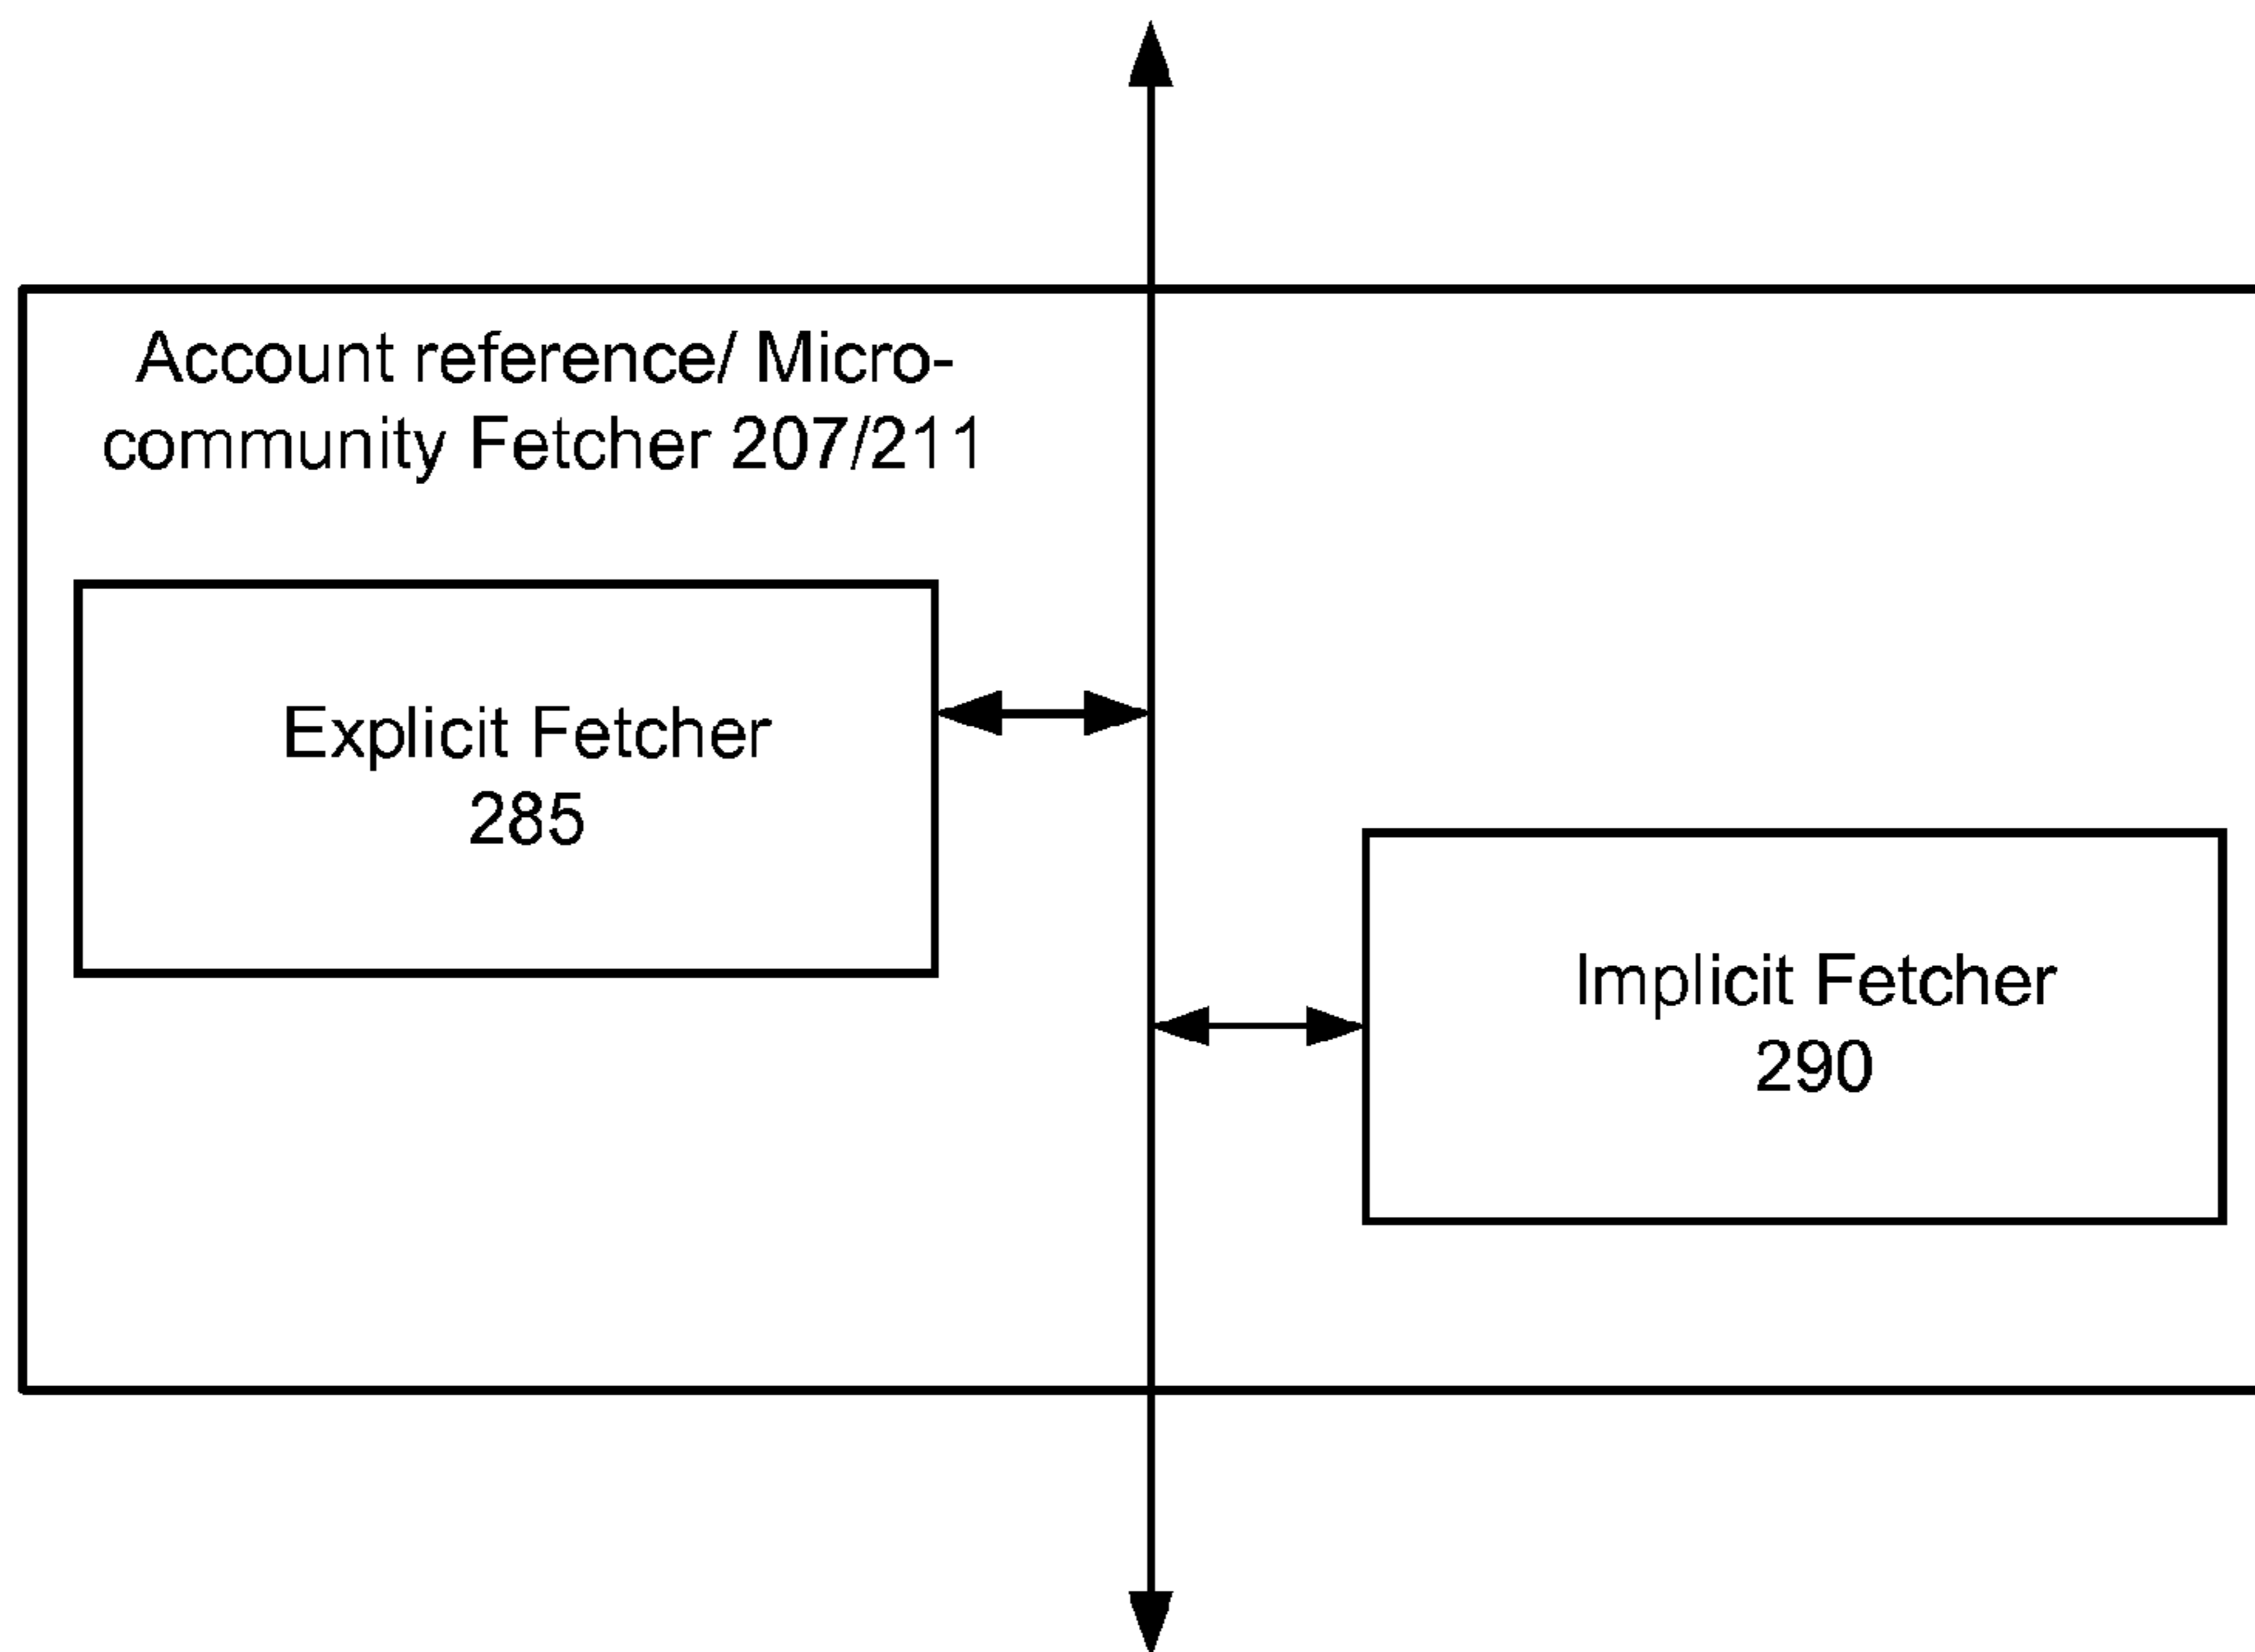 Account reference/ Micro-
community Fetcher 207/211
Explicit Fetcher
285
Implicit Fetcher
290